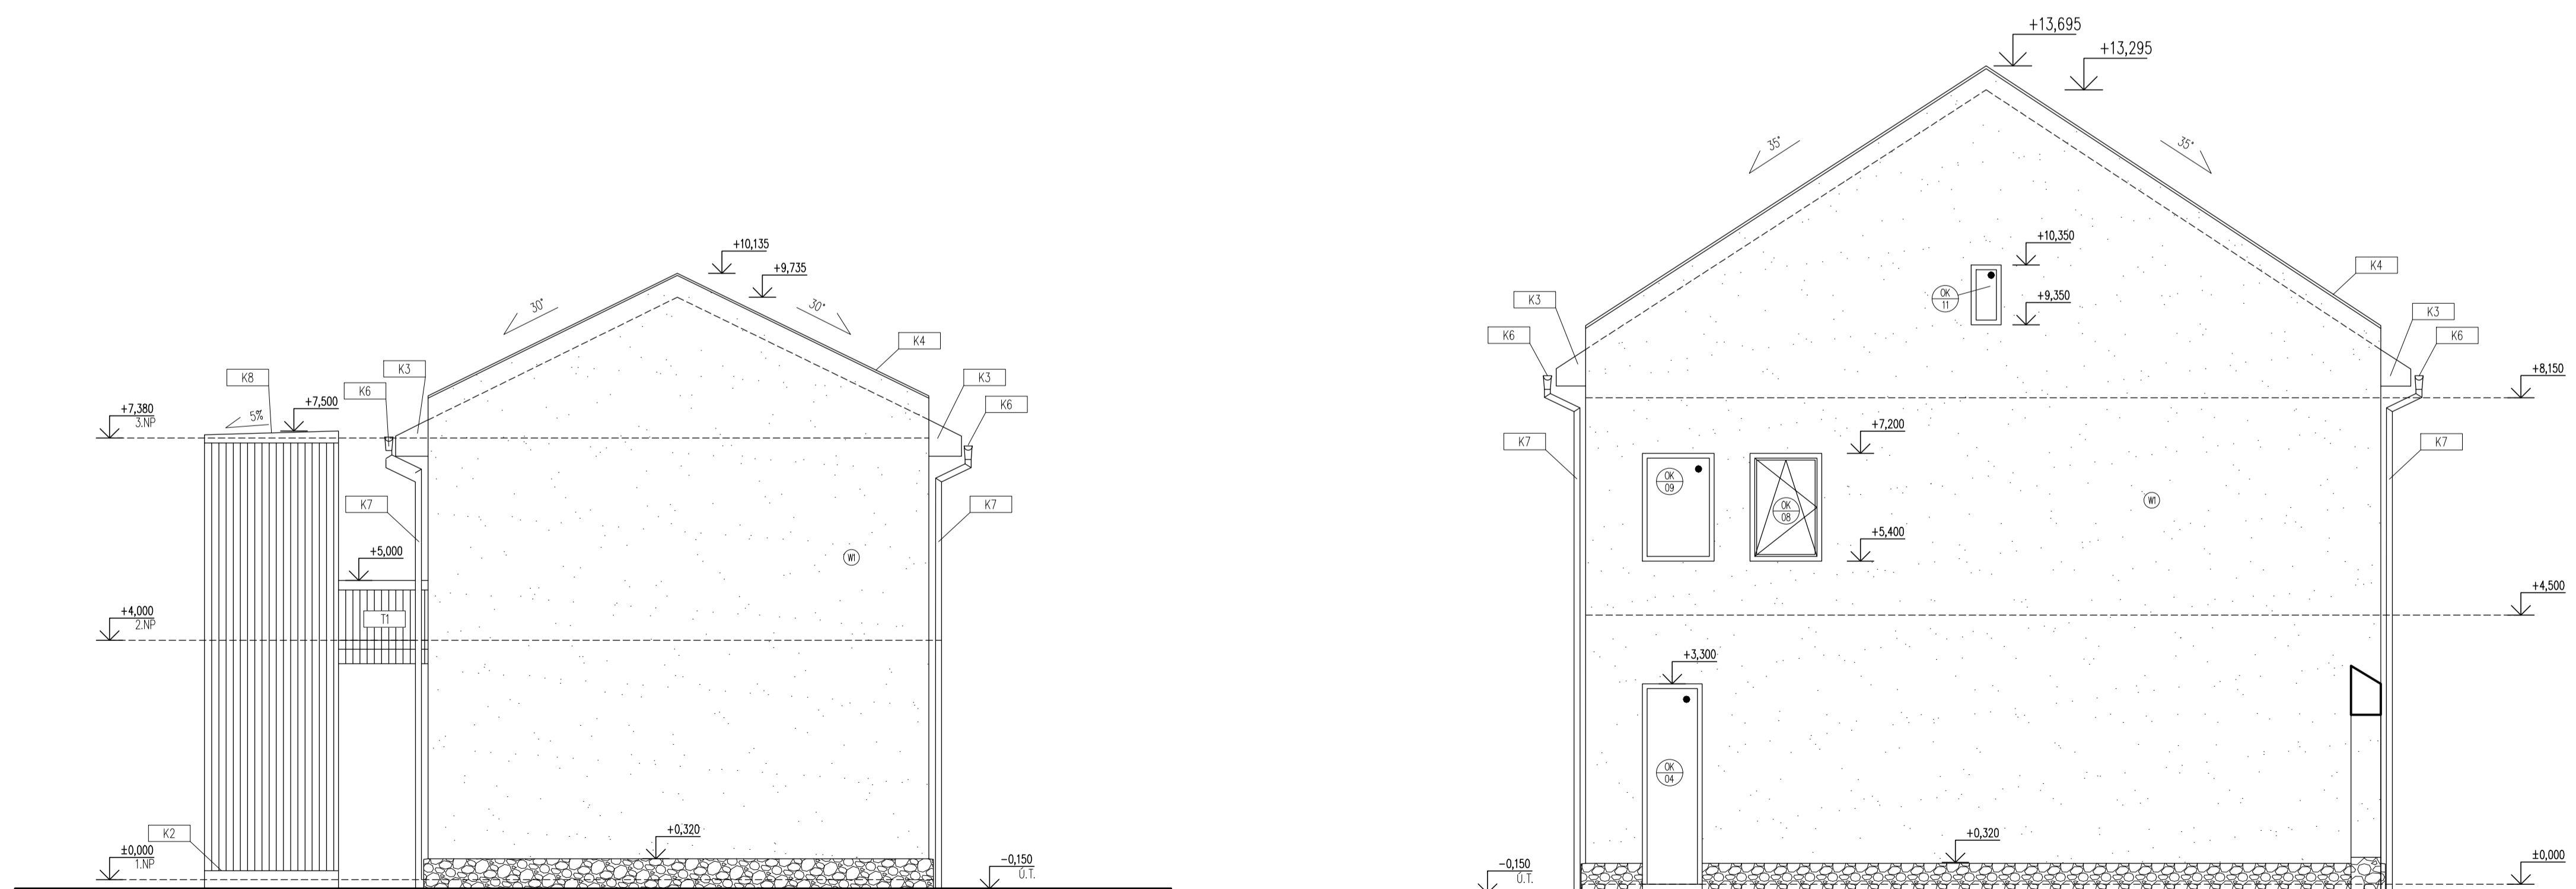 +13,695
+13,295
35°
35°
+10,135
+9,735
30°
30°
+10,350
+9,350
OK
11
K4
K3
K3
K6
K6
K4
K3
K6
K8
K3
K6
5%
+7,500
+7,380
3.NP
+8,150
+7,200
K7
K7
OK
09
OK
08
W1
K7
K7
+5,400
+5,000
W1
+4,500
+4,000
2.NP
T1
+3,300
OK
04
K2
+0,320
+0,320
±0,000
1.NP
-0,150
Ú.T.
-0,150
Ú.T.
±0,000